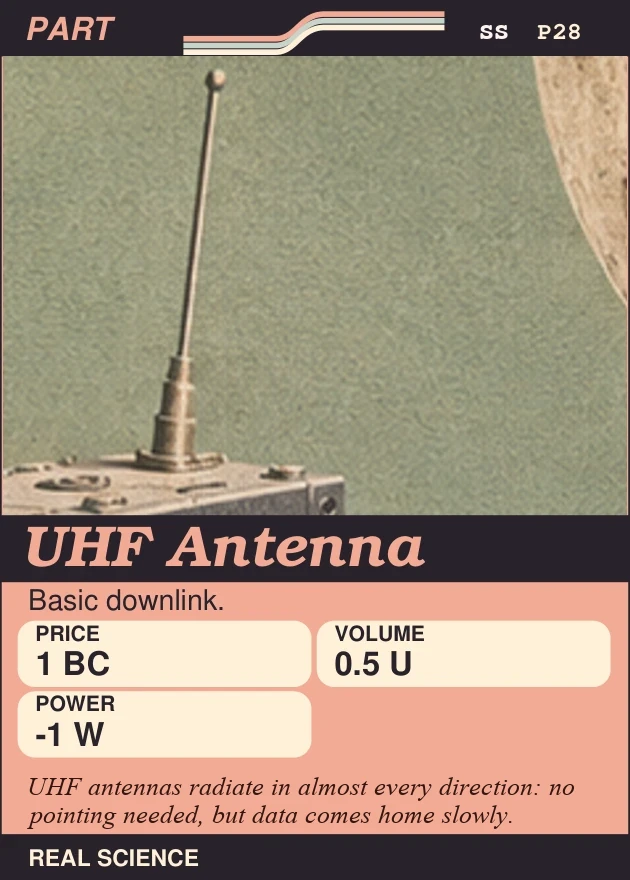 PART
SS P28
UHF Antenna
Basic downlink.
PRICE
1 BC
VOLUME
0.5 U
POWER
-1 W
UHF antennas radiate in almost every direction: no
pointing needed, but data comes home slowly.
REAL SCIENCE